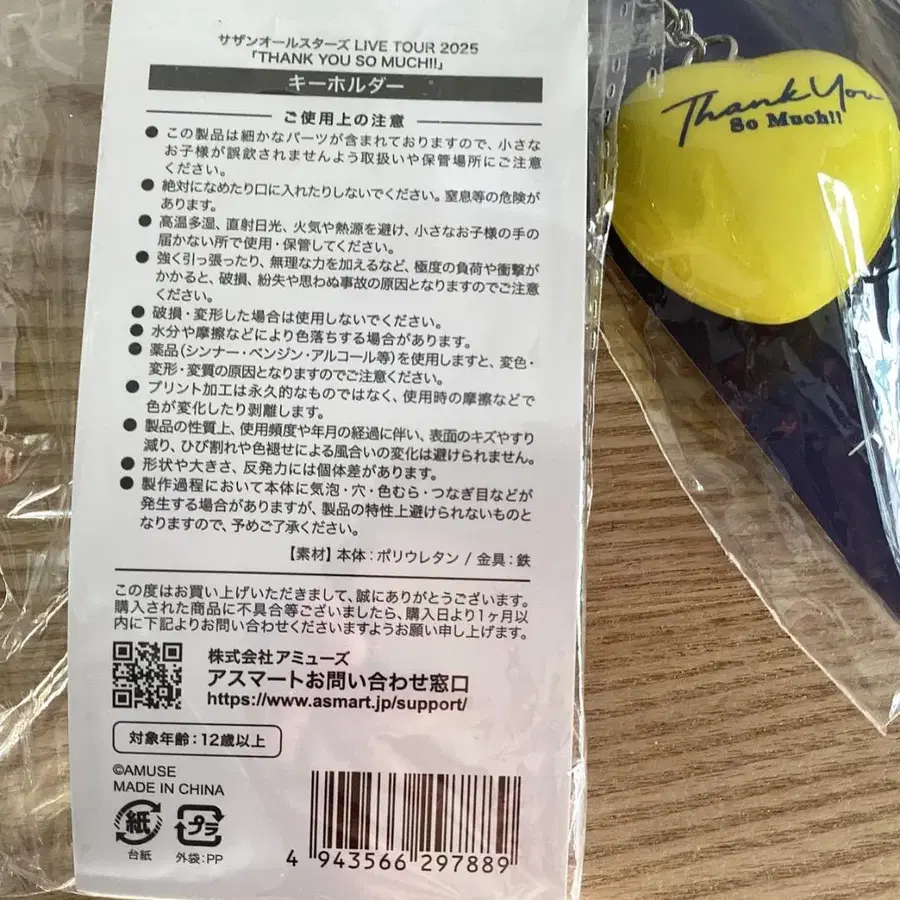 サザンオールスターズ LIVE TOUR 2025
「THANK YOU SO MUCH!!」
キーホルダー
ご使用上の注意
● この製品は細かなパーツが含まれておりますので、小さな
お子様が誤飲されませんよう取扱いや保管場所にご注意
ください。
● 絶対になめたり口に入れたりしないでください。窒息等の危険が
あります。
● 高温多湿、直射日光、火気や熱源を避け、小さなお子様の手の
届かない所で使用・保管してください。
● 強く引っ張ったり、無理な力を加えるなど、極度の負荷や衝撃が
かかると、破損、紛失や思わぬ事故の原因となりますのでご注意
ください。
● 破損・変形した場合は使用しないでください。
● 水分や摩擦などにより色落ちする場合があります。
● 薬品(シンナー・ベンジン・アルコール等)を使用しますと、変色・
変形・変質の原因となりますのでご注意ください。
● プリント加工は永久的なものではなく、使用時の摩擦などで
色が変化したり剥離します。
● 製品の性質上、使用頻度や年月の経過に伴い、表面のキズやすり
減り、ひび割れや色褪せによる風合いの変化は避けられません。
● 形状や大きさ、反発力には個体差があります。
● 製作過程において本体に気泡・穴・色むら・つなぎ目などが
発生する場合がありますが、製品の特性上避けられないものと
なりますので、予めご了承ください。
【素材】本体:ポリウレタン / 金具:鉄
この度はお買い上げいただきまして、誠にありがとうございます。
購入された商品に不具合等ございましたら、購入日より1ヶ月以
内に下記よりお問い合わせくださいますようお願い申し上げます。
株式会社アミューズ
アスマートお問い合わせ窓口
https://www.asmart.jp/support/
対象年齢:12歳以上
©AMUSE
MADE IN CHINA
紙
台紙
プラ
外袋:PP
4 943566 297889
Thank You
So Much!!